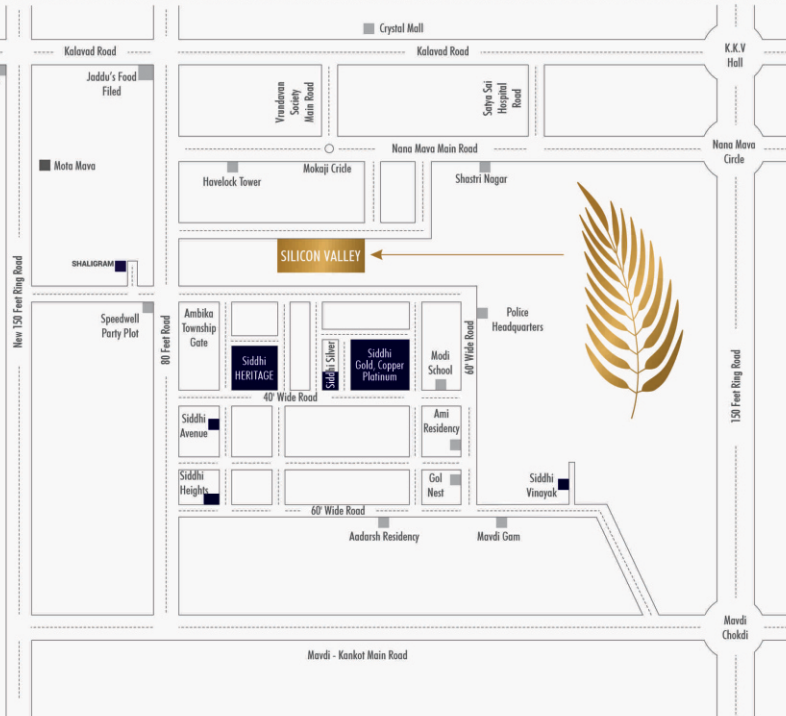 Crystal Mall
Kalavad Road
Kalavad Road
K.K.V
Hall
Jaddu's Food
Filed
Vrundavan
Society
Main Road
Satya Sai
Hospital
Road
Nana Mava Main Road
Nana Mava
Circle
Mota Mava
Havelock Tower
Mokaji Cricle
Shastri Nagar
SILICON VALLEY
SHALIGRAM
New 150 Feet Ring Road
Speedwell
Party Plot
80 Feet Road
Ambika
Township
Gate
Police
Headquarters
60' Wide Road
150 Feet Ring Road
Siddhi
HERITAGE
Siddhi Silver
Siddhi
Gold, Copper
Platinum
Modi
School
40' Wide Road
Siddhi
Avenue
Ami
Residency
Siddhi
Heights
Gol
Nest
Siddhi
Vinayak
60' Wide Road
Aadarsh Residency
Mavdi Gam
Mavdi
Chokdi
Mavdi - Kankot Main Road